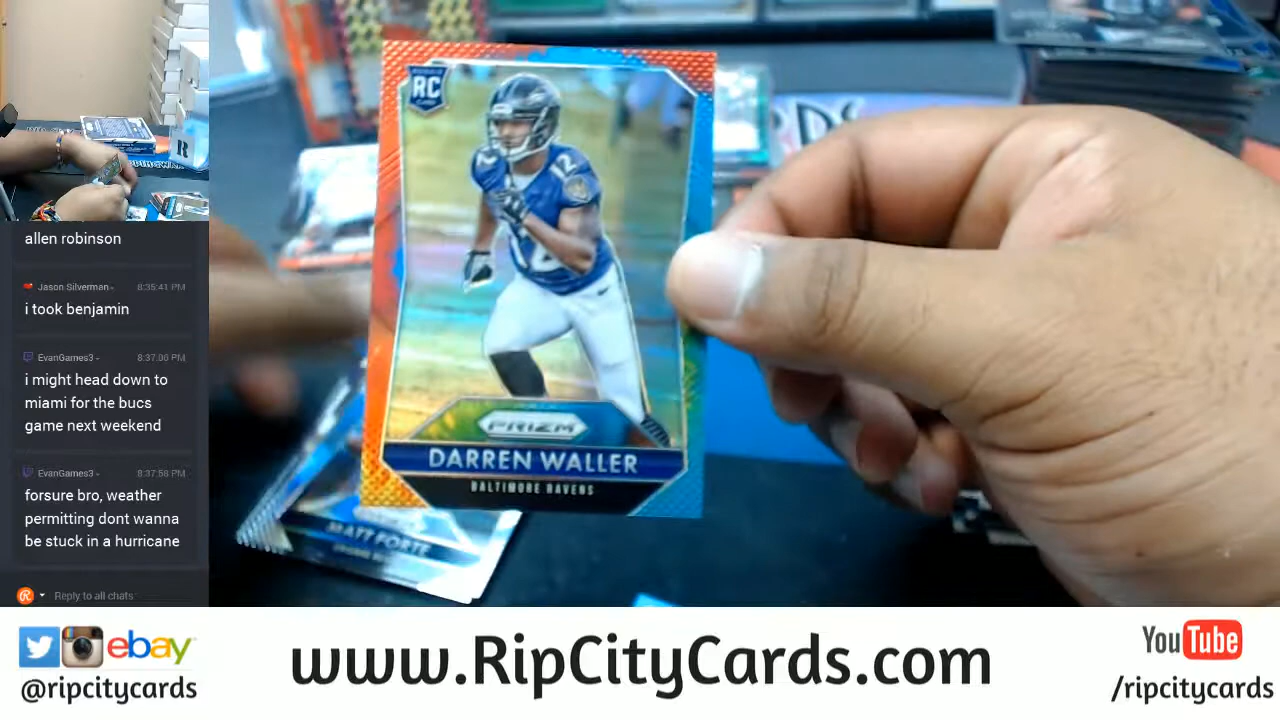 allen robinson
Jason Silverman
8:35:41 PM
i took benjamin
EvanGames3
8:37:06 PM
i might head down to
miami for the bucs
game next weekend
EvanGames3
8:37:58 PM
forsure bro, weather
permitting dont wanna
be stuck in a hurricane
Reply to all chats
RC
12
PRIZM
DARREN WALLER
BALTIMORE RAVENS
MATT FORTE
ebay
@ripcitycards
www.RipCityCards.com
YouTube
/ripcitycards